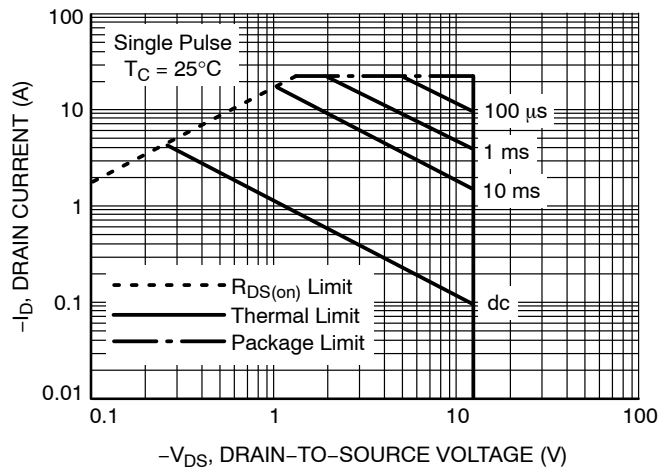 100
Single Pulse
T_C = 25°C
10
100 µs
1 ms
10 ms
1
R_DS(on) Limit
Thermal Limit
Package Limit
dc
0.1
0.01
0.1
1
10
100
−I_D, DRAIN CURRENT (A)
−V_DS, DRAIN−TO−SOURCE VOLTAGE (V)